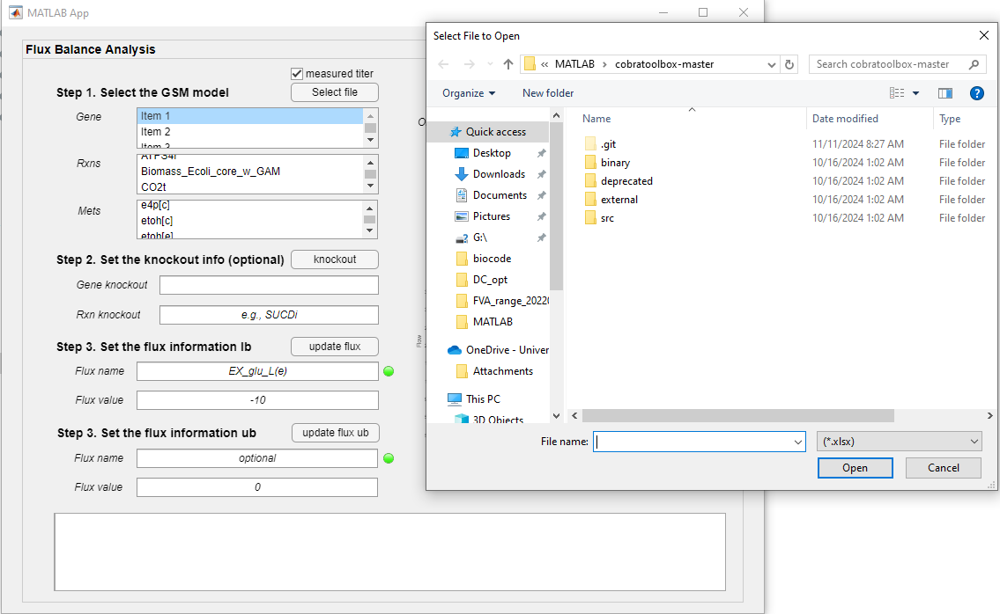 MATLAB App
Flux Balance Analysis
measured titer
Step 1. Select the GSM model
Select file
Gene
Item 1
Item 2
Item 3
Rxns
ATPS4r
Biomass_Ecoli_core_w_GAM
CO2t
Mets
e4p[c]
etoh[c]
etoh[e]
Step 2. Set the knockout info (optional)
knockout
Gene knockout
Rxn knockout
e.g., SUCDi
Step 3. Set the flux information lb
update flux
Flux name
EX_glu_L(e)
Flux value
-10
Step 3. Set the flux information ub
update flux ub
Flux name
optional
Flux value
0
O
Flow
Select File to Open
« MATLAB › cobratoolbox-master
Search cobratoolbox-master
Organize
New folder
?
Name
Date modified
Type
Quick access
Desktop
Downloads
Documents
Pictures
G:\
biocode
DC_opt
FVA_range_2022
MATLAB
OneDrive - Univer
Attachments
This PC
3D Objects
.git 11/11/2024 8:27 AM File folder
binary 10/16/2024 1:02 AM File folder
deprecated 10/16/2024 1:02 AM File folder
external 10/16/2024 1:02 AM File folder
src 10/16/2024 1:02 AM File folder
File name:
(*.xlsx)
Open
Cancel